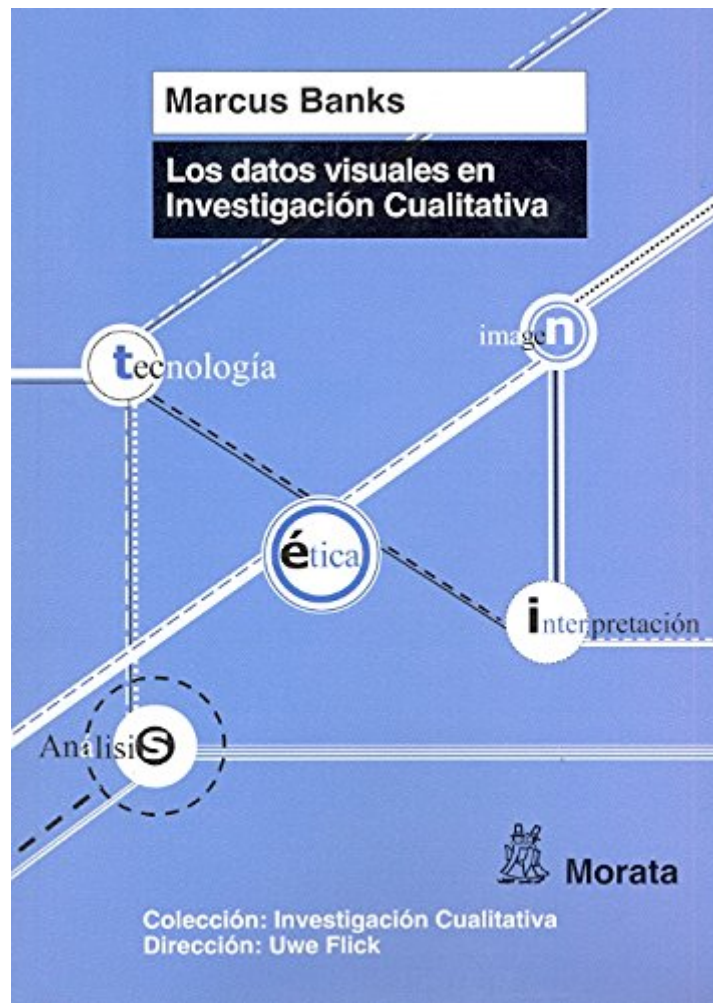 Marcus Banks
Los datos visuales en
Investigación Cualitativa
imagen
tecnología
ética
interpretación
Análisis
Morata
Colección: Investigación Cualitativa
Dirección: Uwe Flick